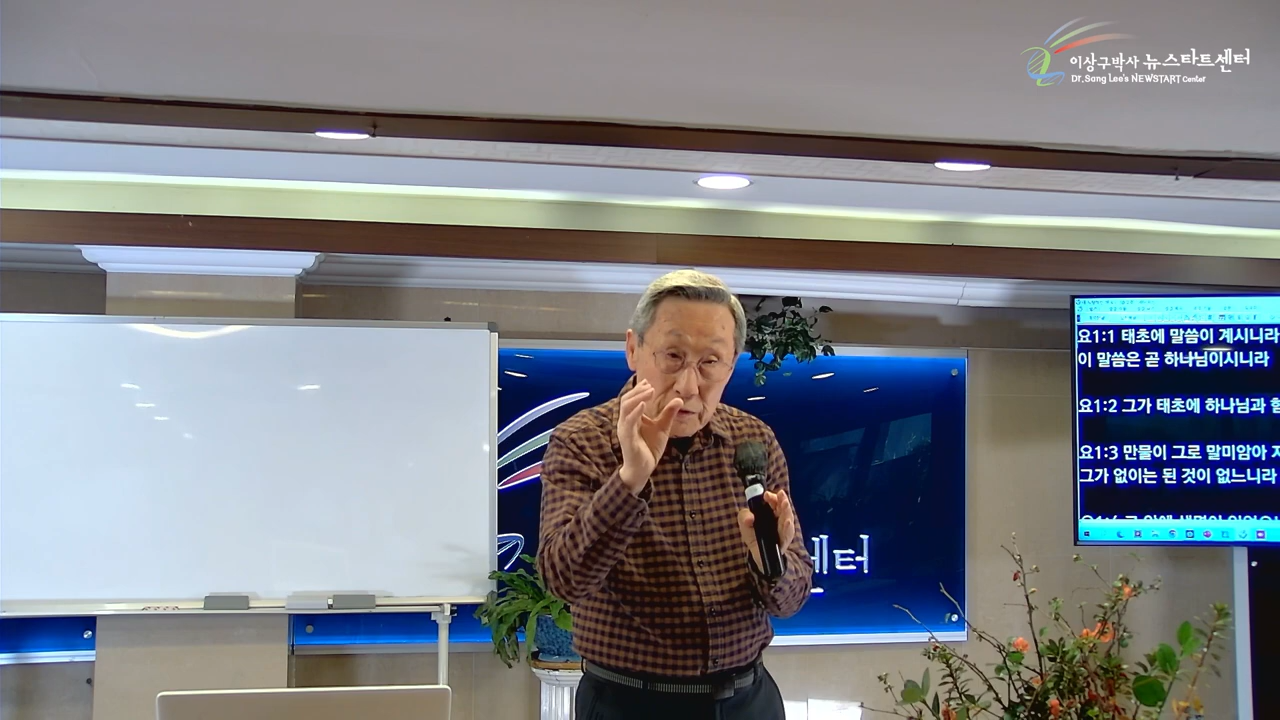 이상구박사 뉴스타트센터
Dr. Sang Lee's NEWSTART Center
요1:1 태초에 말씀이 계시니라
이 말씀은 곧 하나님이시니라
요1:2 그가 태초에 하나님과 함
요1:3 만물이 그로 말미암아 지
그가 없이는 된 것이 없느니라
센터